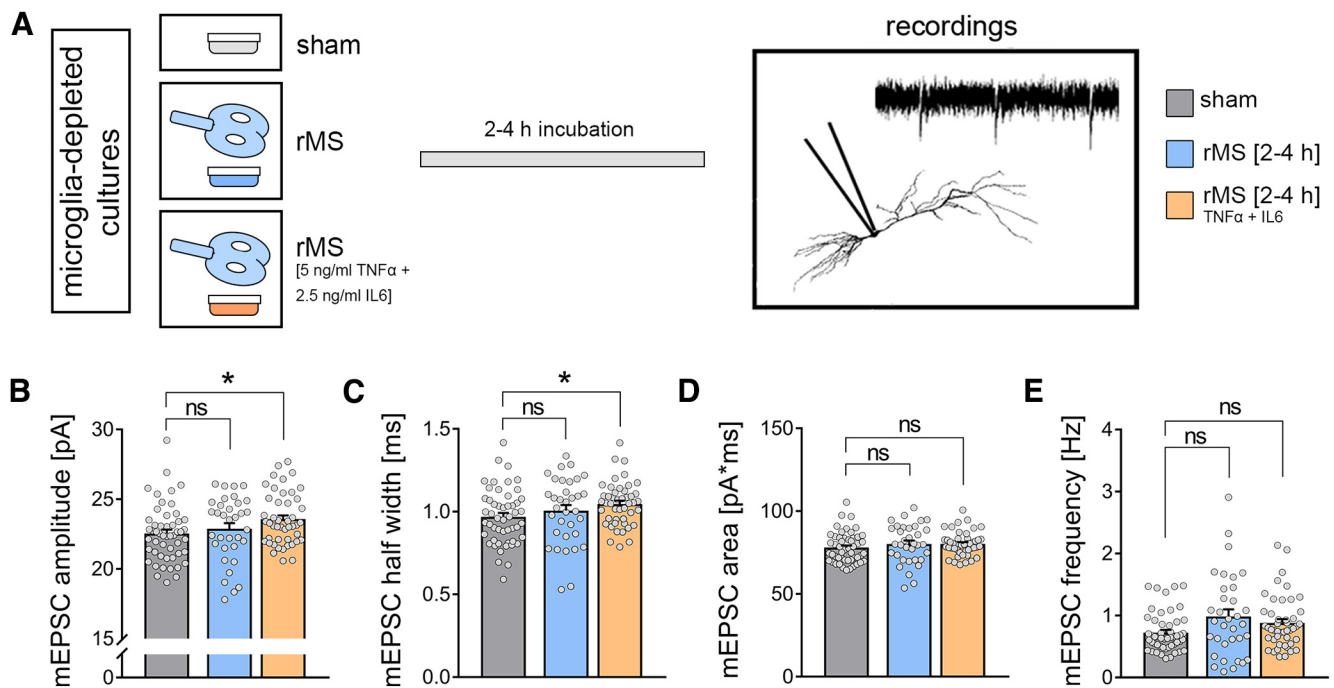 A
microglia-depleted
cultures
sham
rMS
rMS
[5 ng/ml TNFα +
2.5 ng/ml IL6]
2-4 h incubation
recordings
sham
rMS [2-4 h]
rMS [2-4 h]
TNFα + IL6
B
mEPSC amplitude [pA]
30
25
20
15
0
ns
*
C
mEPSC half width [ms]
1.5
1.0
0.5
0.0
ns
*
D
mEPSC area [pA*ms]
150
100
50
0
ns
ns
E
mEPSC frequency [Hz]
4
3
2
1
0
ns
ns